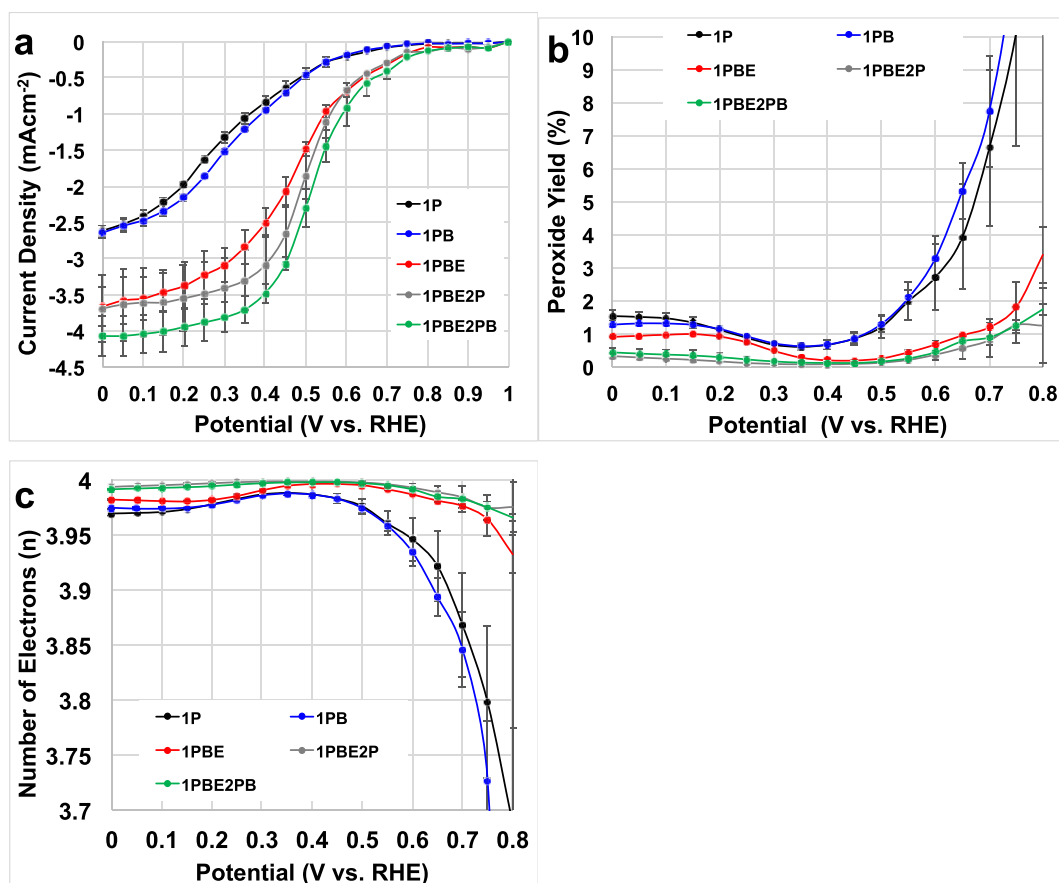 a
0
-0.5
-1
-1.5
-2
-2.5
-3
-3.5
-4
-4.5
Current Density (mAcm-2)
1P
1PB
1PBE
1PBE2P
1PBE2PB
0 0.1 0.2 0.3 0.4 0.5 0.6 0.7 0.8 0.9 1
Potential (V vs. RHE)
b
1P 1PB
1PBE 1PBE2P
1PBE2PB
10
9
8
7
6
5
4
3
2
1
0
Peroxide Yield (%)
0 0.1 0.2 0.3 0.4 0.5 0.6 0.7 0.8
Potential (V vs. RHE)
c
4
3.95
3.9
3.85
3.8
3.75
3.7
Number of Electrons (n)
1P 1PB
1PBE 1PBE2P
1PBE2PB
0 0.1 0.2 0.3 0.4 0.5 0.6 0.7 0.8
Potential (V vs. RHE)